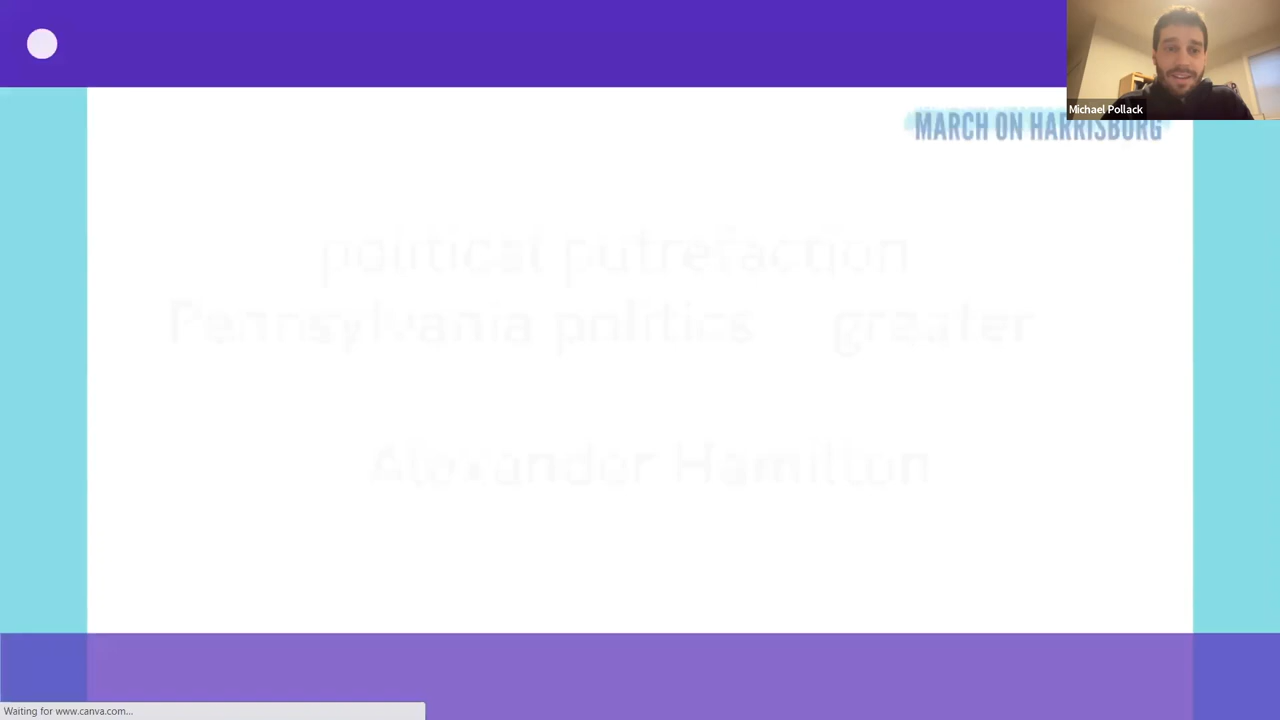 Michael Pollack
MARCH ON HARRISBURG
political putrefaction
Pennsylvania politics greater
Alexander Hamilton
Waiting for www.canva.com...